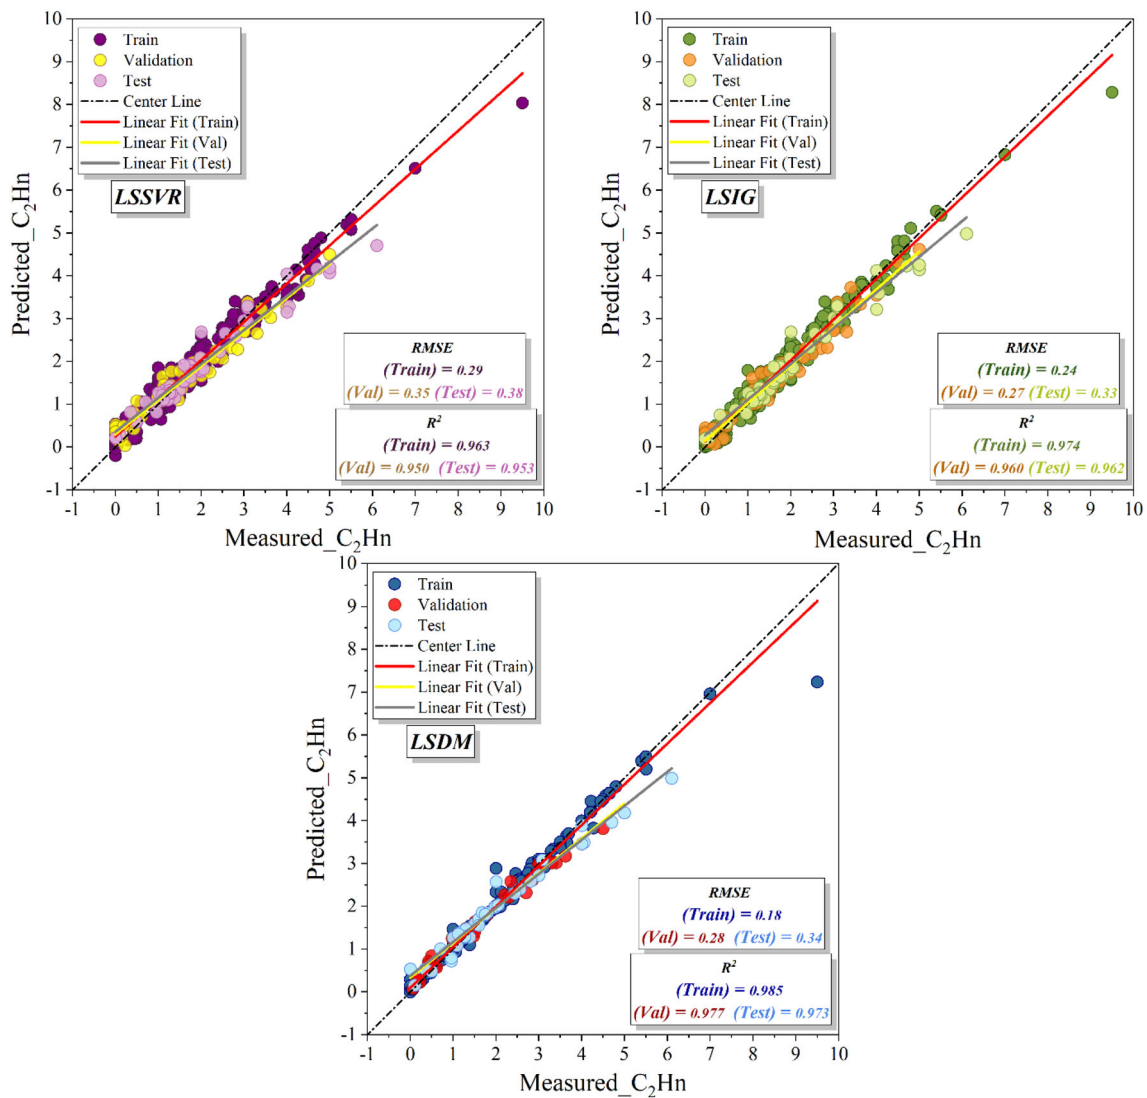 10
9
8
7
6
5
4
3
2
1
0
-1
Predicted_C₂Hn
Train
Validation
Test
Center Line
Linear Fit (Train)
Linear Fit (Val)
Linear Fit (Test)
LSSVR
RMSE
(Train) = 0.29
(Val) = 0.35 (Test) = 0.38
R²
(Train) = 0.963
(Val) = 0.950 (Test) = 0.953
-1 0 1 2 3 4 5 6 7 8 9 10
Measured_C₂Hn
10
9
8
7
6
5
4
3
2
1
0
-1
Predicted_C₂Hn
Train
Validation
Test
Center Line
Linear Fit (Train)
Linear Fit (Val)
Linear Fit (Test)
LSIG
RMSE
(Train) = 0.24
(Val) = 0.27 (Test) = 0.33
R²
(Train) = 0.974
(Val) = 0.960 (Test) = 0.962
-1 0 1 2 3 4 5 6 7 8 9 10
Measured_C₂Hn
10
9
8
7
6
5
4
3
2
1
0
-1
Predicted_C₂Hn
Train
Validation
Test
Center Line
Linear Fit (Train)
Linear Fit (Val)
Linear Fit (Test)
LSDM
RMSE
(Train) = 0.18
(Val) = 0.28 (Test) = 0.34
R²
(Train) = 0.985
(Val) = 0.977 (Test) = 0.973
-1 0 1 2 3 4 5 6 7 8 9 10
Measured_C₂Hn